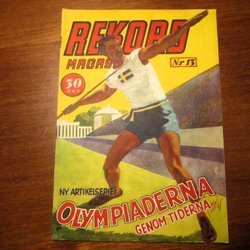 REKORD
MAGASINET
Nr 13
30
ÖRE
NY ARTIKELSERIE:
OLYMPIADERNA
GENOM TIDERNA!!